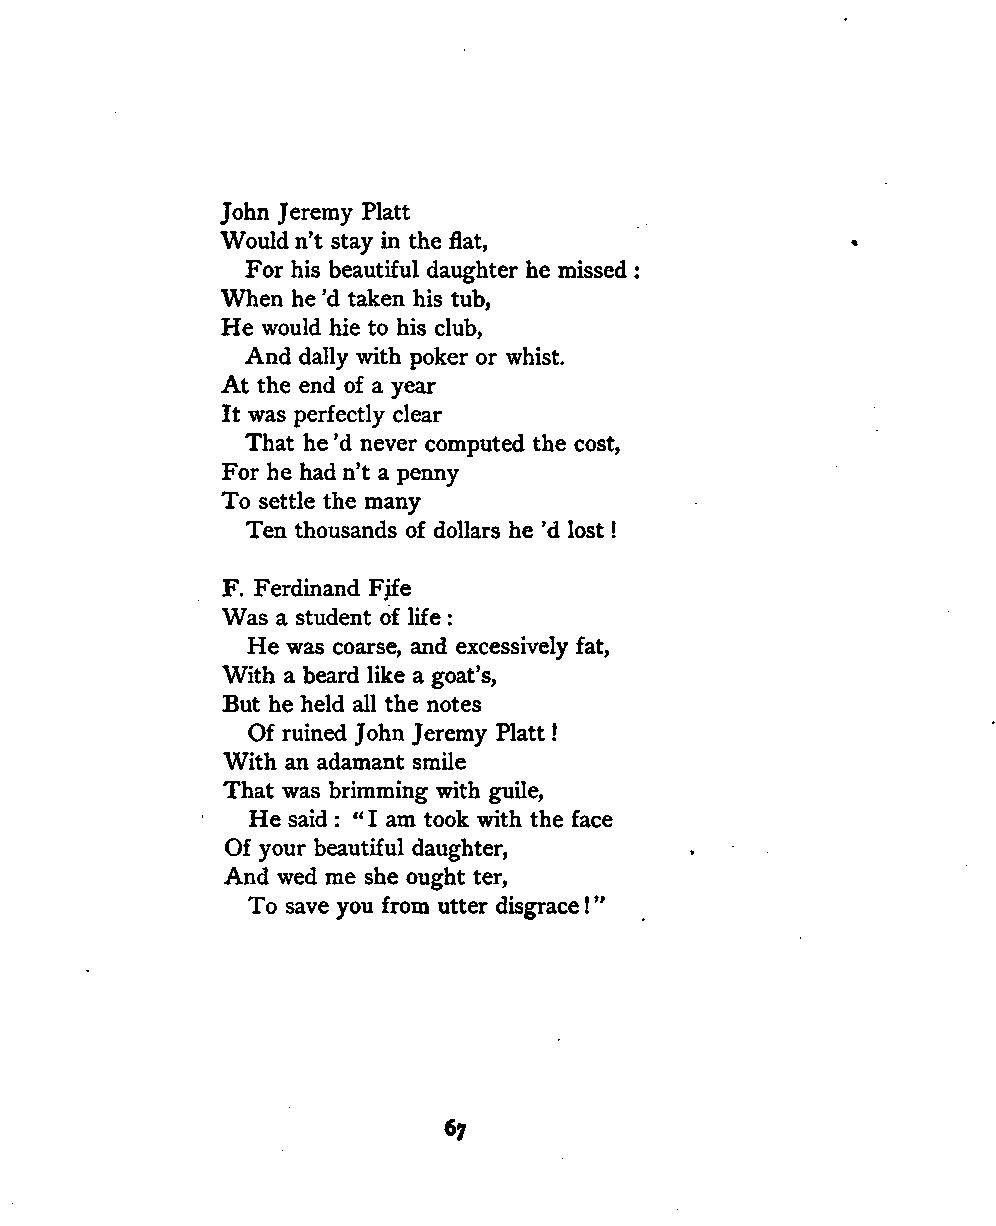 John Jeremy Platt
Would n't stay in the flat,
For his beautiful daughter he missed :
When he 'd taken his tub,
He would hie to his club,
And dally with poker or whist.
At the end of a year
It was perfectly clear
That he 'd never computed the cost,
For he had n't a penny
To settle the many
Ten thousands of dollars he 'd lost !

F. Ferdinand Fife
Was a student of life :
He was coarse, and excessively fat,
With a beard like a goat's,
But he held all the notes
Of ruined John Jeremy Platt !
With an adamant smile
That was brimming with guile,
He said : "I am took with the face
Of your beautiful daughter,
And wed me she ought ter,
To save you from utter disgrace !"

67